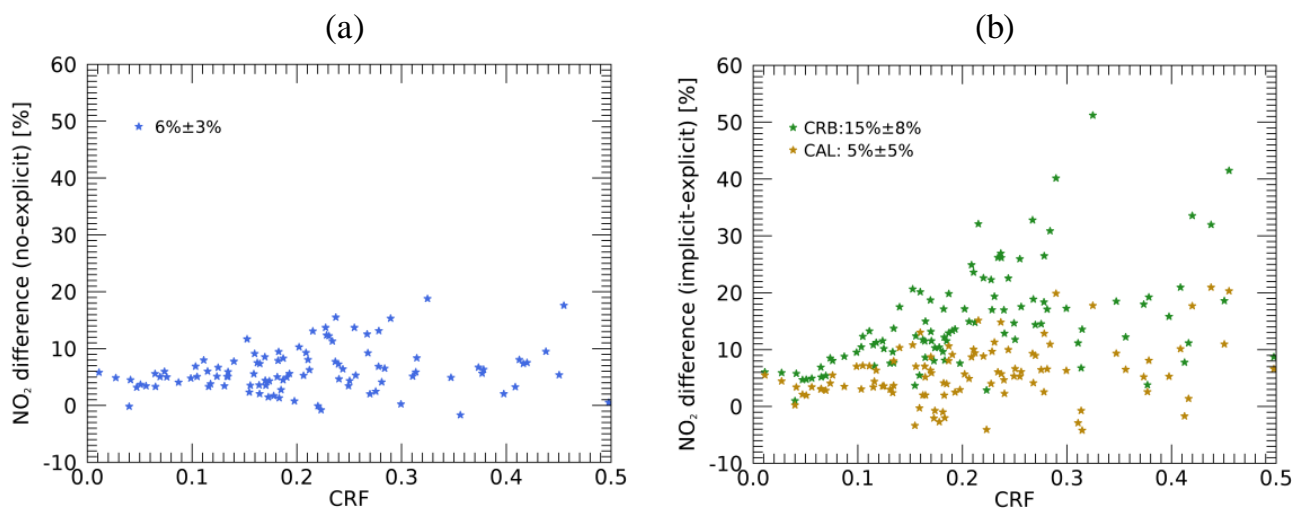 (a)
NO₂ difference (no-explicit) [%]
60
50
40
30
20
10
0
-10
6%±3%
0.0 0.1 0.2 0.3 0.4 0.5
CRF
(b)
NO₂ difference (implicit-explicit) [%]
60
50
40
30
20
10
0
-10
CRB:15%±8%
CAL: 5%±5%
0.0 0.1 0.2 0.3 0.4 0.5
CRF